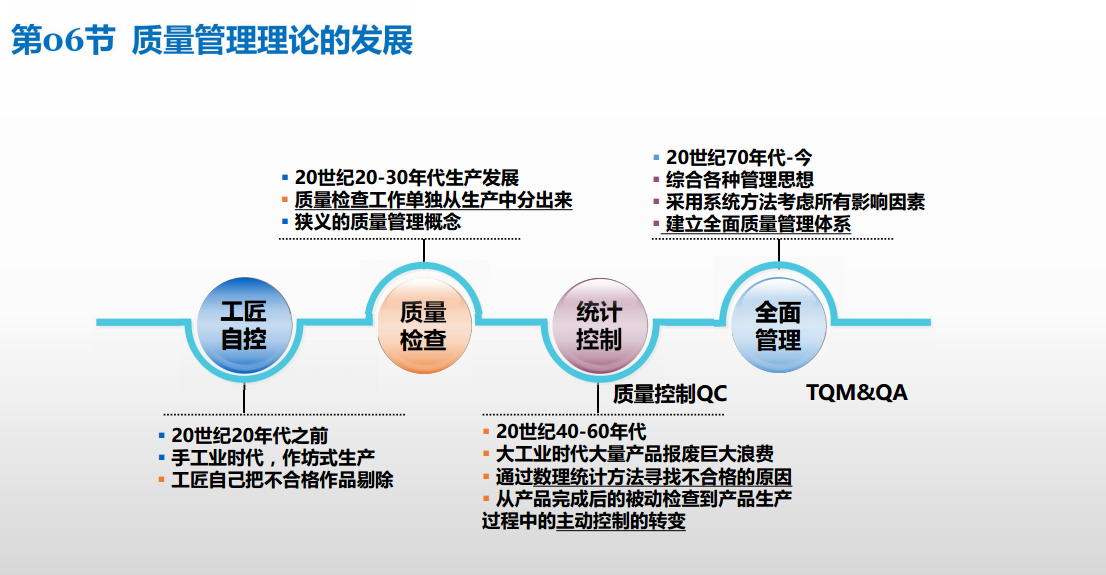 第06节 质量管理理论的发展
20世纪20-30年代生产发展
质量检查工作单独从生产中分出来
狭义的质量管理概念
20世纪70年代-今
综合各种管理思想
采用系统方法考虑所有影响因素
建立全面质量管理体系
工匠
自控
质量
检查
统计
控制
全面
管理
质量控制QC
TQM&QA
20世纪20年代之前
手工业时代，作坊式生产
工匠自己把不合格作品剔除
20世纪40-60年代
大工业时代大量产品报废巨大浪费
通过数理统计方法寻找不合格的原因
从产品完成后的被动检查到产品生产
过程中的主动控制的转变